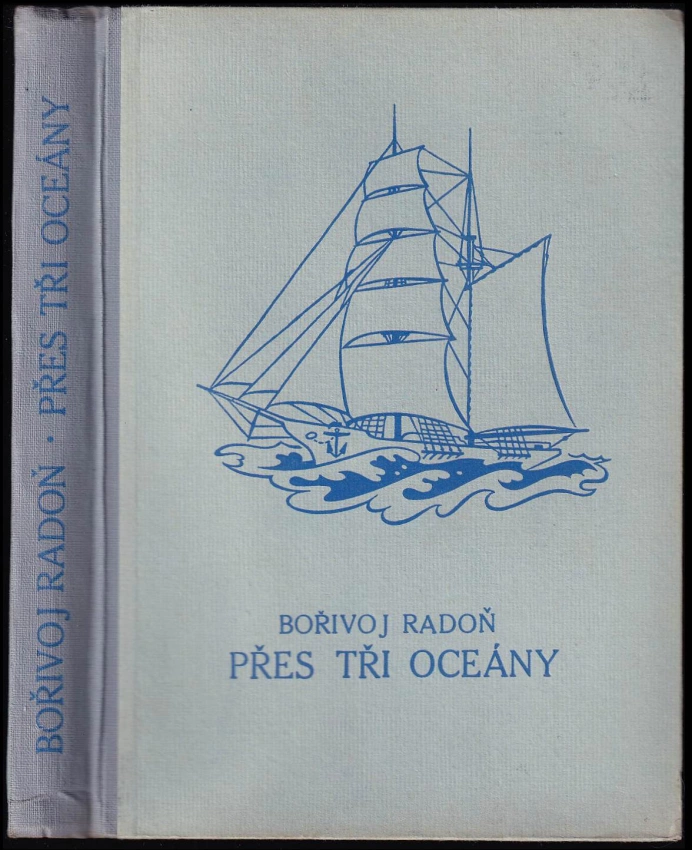 BOŘIVOJ RADOŇ · PŘES TŘI OCEÁNY
BOŘIVOJ RADOŇ
PŘES TŘI OCEÁNY